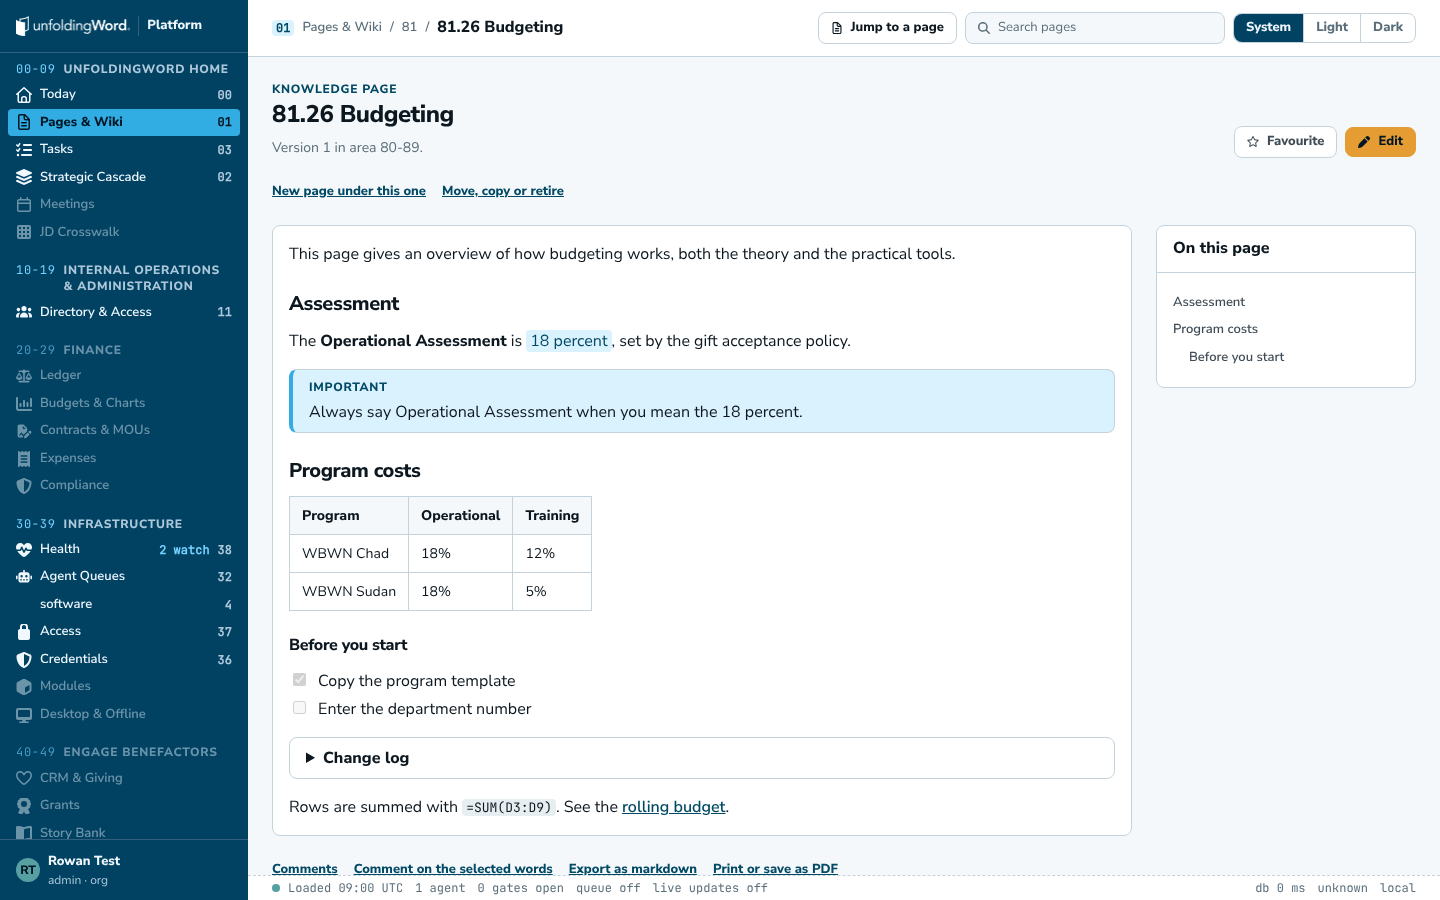 unfoldingWord® Platform
00-09 UNFOLDINGWORD HOME
Today 00
Pages & Wiki 01
Tasks 03
Strategic Cascade 02
Meetings
JD Crosswalk
10-19 INTERNAL OPERATIONS
& ADMINISTRATION
Directory & Access 11
20-29 FINANCE
Ledger
Budgets & Charts
Contracts & MOUs
Expenses
Compliance
30-39 INFRASTRUCTURE
Health 2 watch 38
Agent Queues 32
software 4
Access 37
Credentials 36
Modules
Desktop & Offline
40-49 ENGAGE BENEFACTORS
CRM & Giving
Grants
Story Bank
RT Rowan Test
admin · org
01 Pages & Wiki / 81 / 81.26 Budgeting
Jump to a page
Search pages
System Light Dark
KNOWLEDGE PAGE
81.26 Budgeting
Version 1 in area 80-89.
Favourite Edit
New page under this one Move, copy or retire
This page gives an overview of how budgeting works, both the theory and the practical tools.
Assessment
The Operational Assessment is 18 percent, set by the gift acceptance policy.
IMPORTANT
Always say Operational Assessment when you mean the 18 percent.
Program costs
Program Operational Training
WBWN Chad 18% 12%
WBWN Sudan 18% 5%
Before you start
Copy the program template
Enter the department number
Change log
Rows are summed with =SUM(D3:D9). See the rolling budget.
On this page
Assessment
Program costs
Before you start
Comments Comment on the selected words Export as markdown Print or save as PDF
Loaded 09:00 UTC 1 agent 0 gates open queue off live updates off
db 0 ms unknown local